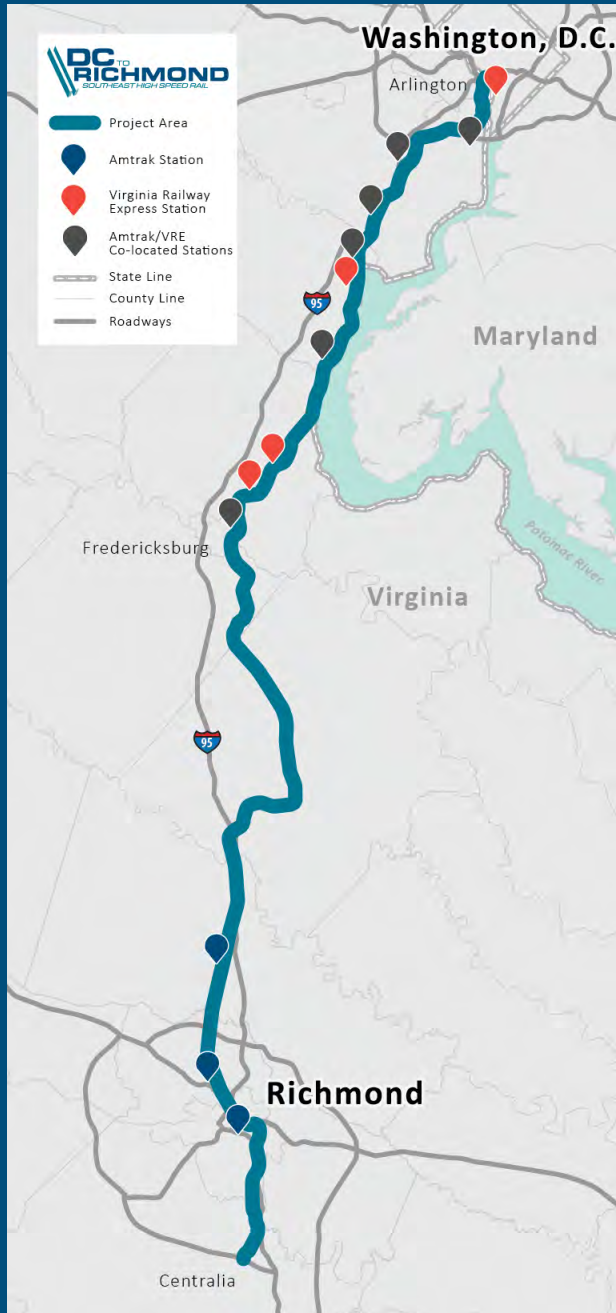 DC TO
RICHMOND
SOUTHEAST HIGH SPEED RAIL
Project Area
Amtrak Station
Virginia Railway
Express Station
Amtrak/VRE
Co-located Stations
State Line
County Line
Roadways
Washington, D.C.
Arlington
95
Maryland
Fredericksburg
Potomac River
Virginia
95
Richmond
Centralia